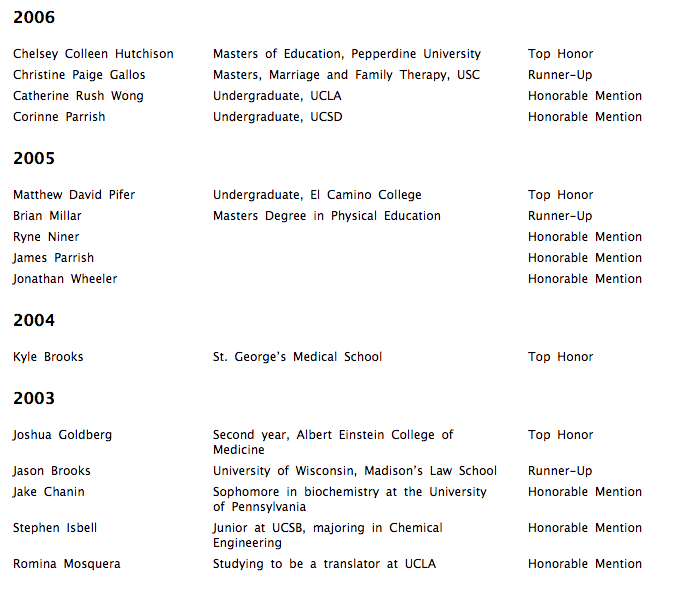 2006
Chelsey Colleen Hutchison Masters of Education, Pepperdine University Top Honor
Christine Paige Gallos Masters, Marriage and Family Therapy, USC Runner-Up
Catherine Rush Wong Undergraduate, UCLA Honorable Mention
Corinne Parrish Undergraduate, UCSD Honorable Mention
2005
Matthew David Pifer Undergraduate, El Camino College Top Honor
Brian Millar Masters Degree in Physical Education Runner-Up
Ryne Niner Honorable Mention
James Parrish Honorable Mention
Jonathan Wheeler Honorable Mention
2004
Kyle Brooks St. George's Medical School Top Honor
2003
Joshua Goldberg Second year, Albert Einstein College of Top Honor
Medicine
Jason Brooks University of Wisconsin, Madison's Law School Runner-Up
Jake Chanin Sophomore in biochemistry at the University Honorable Mention
of Pennsylvania
Stephen Isbell Junior at UCSB, majoring in Chemical Honorable Mention
Engineering
Romina Mosquera Studying to be a translator at UCLA Honorable Mention